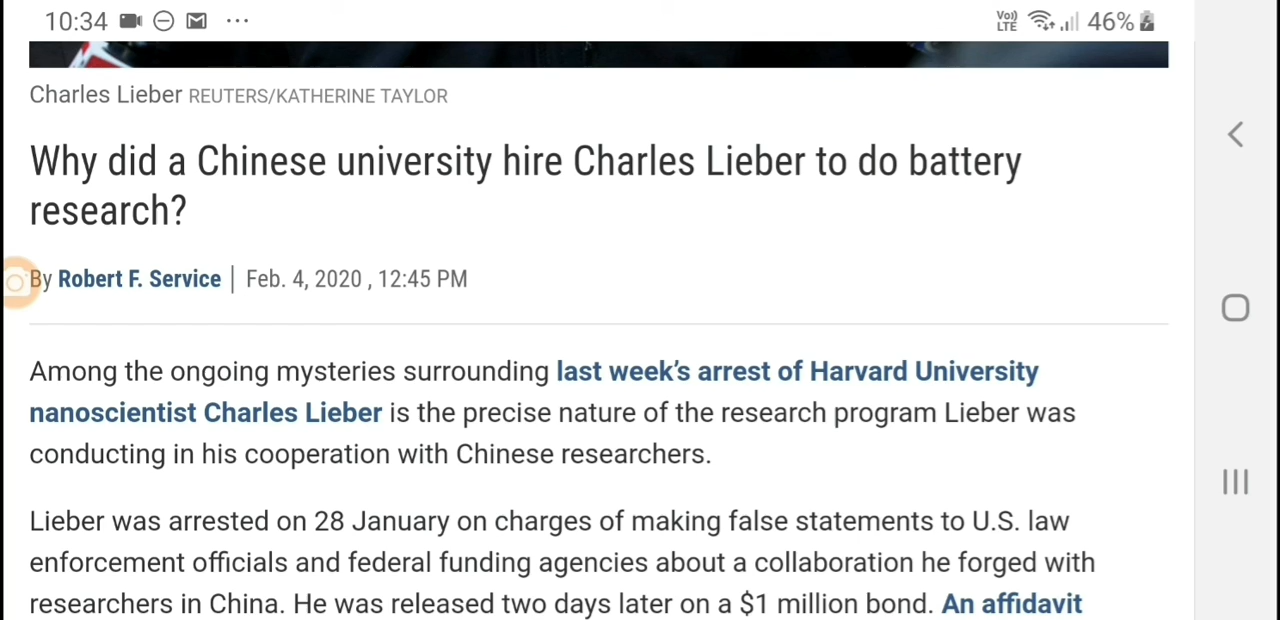 10:34 ... Vo) LTE 46%
Charles Lieber REUTERS/KATHERINE TAYLOR
Why did a Chinese university hire Charles Lieber to do battery
research?
By Robert F. Service | Feb. 4, 2020 , 12:45 PM
Among the ongoing mysteries surrounding last week’s arrest of Harvard University
nanoscientist Charles Lieber is the precise nature of the research program Lieber was
conducting in his cooperation with Chinese researchers.
Lieber was arrested on 28 January on charges of making false statements to U.S. law
enforcement officials and federal funding agencies about a collaboration he forged with
researchers in China. He was released two days later on a $1 million bond. An affidavit